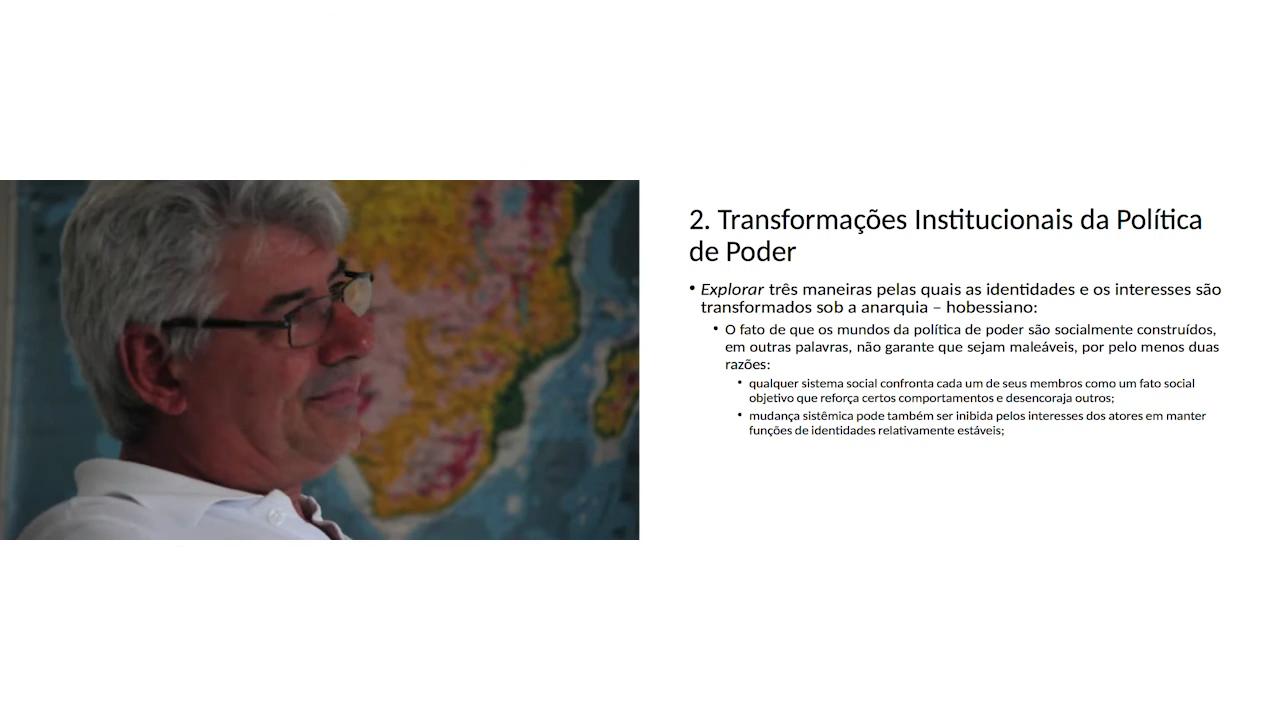 2. Transformações Institucionais da Política
de Poder
• Explorar três maneiras pelas quais as identidades e os interesses são
transformados sob a anarquia – hobessiano:
• O fato de que os mundos da política de poder são socialmente construídos,
em outras palavras, não garante que sejam maleáveis, por pelo menos duas
razões:
• qualquer sistema social confronta cada um de seus membros como um fato social
objetivo que reforça certos comportamentos e desencoraja outros;
• mudança sistêmica pode também ser inibida pelos interesses dos atores em manter
funções de identidades relativamente estáveis;